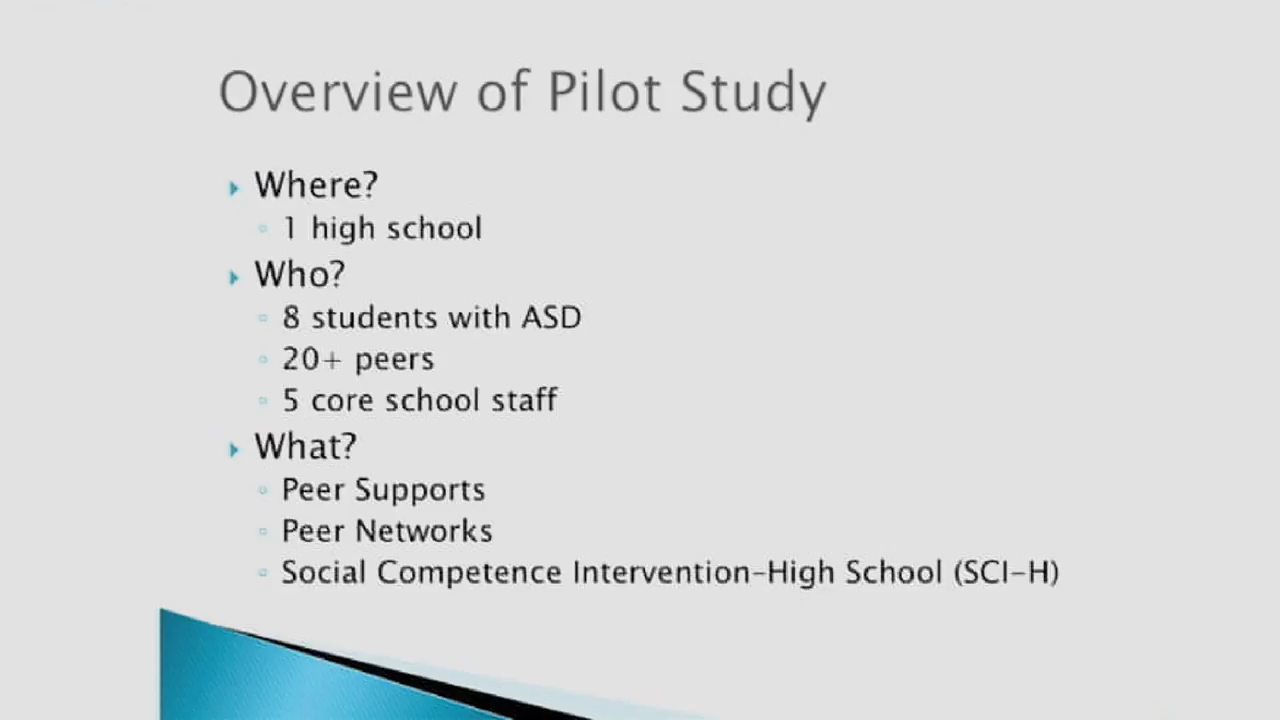 Overview of Pilot Study
Where?
1 high school
Who?
8 students with ASD
20+ peers
5 core school staff
What?
Peer Supports
Peer Networks
Social Competence Intervention-High School (SCI-H)